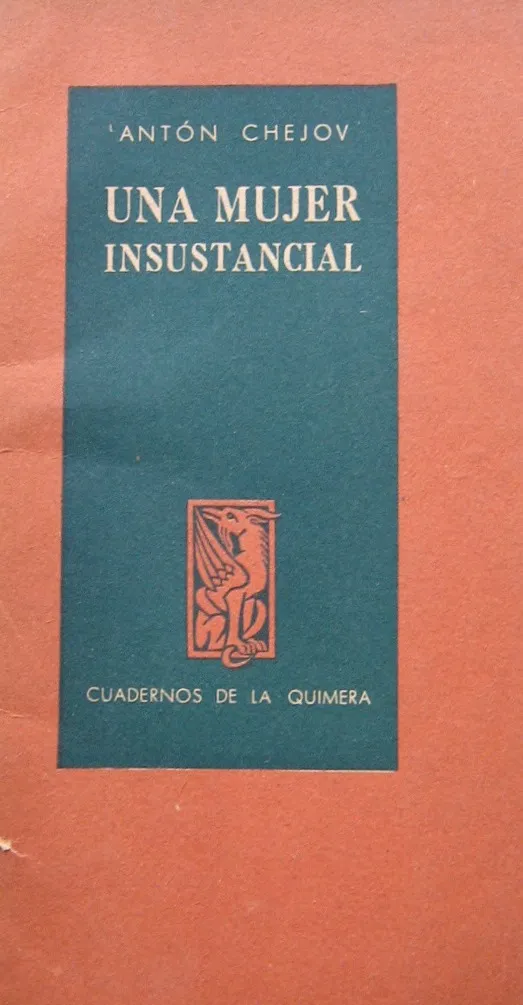 ANTÓN CHEJOV
UNA MUJER
INSUSTANCIAL
CUADERNOS DE LA QUIMERA